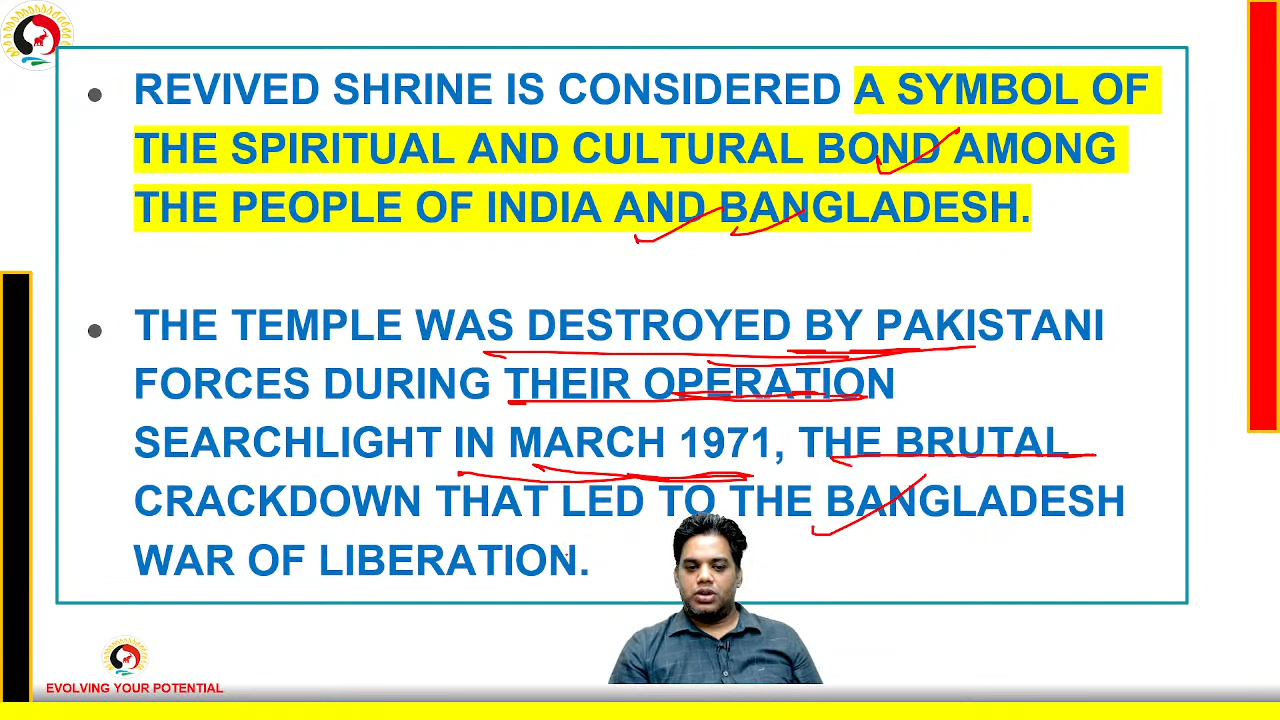 REVIVED SHRINE IS CONSIDERED A SYMBOL OF
THE SPIRITUAL AND CULTURAL BOND AMONG
THE PEOPLE OF INDIA AND BANGLADESH.
THE TEMPLE WAS DESTROYED BY PAKISTANI
FORCES DURING THEIR OPERATION
SEARCHLIGHT IN MARCH 1971, THE BRUTAL
CRACKDOWN THAT LED TO THE BANGLADESH
WAR OF LIBERATION.
EVOLVING YOUR POTENTIAL